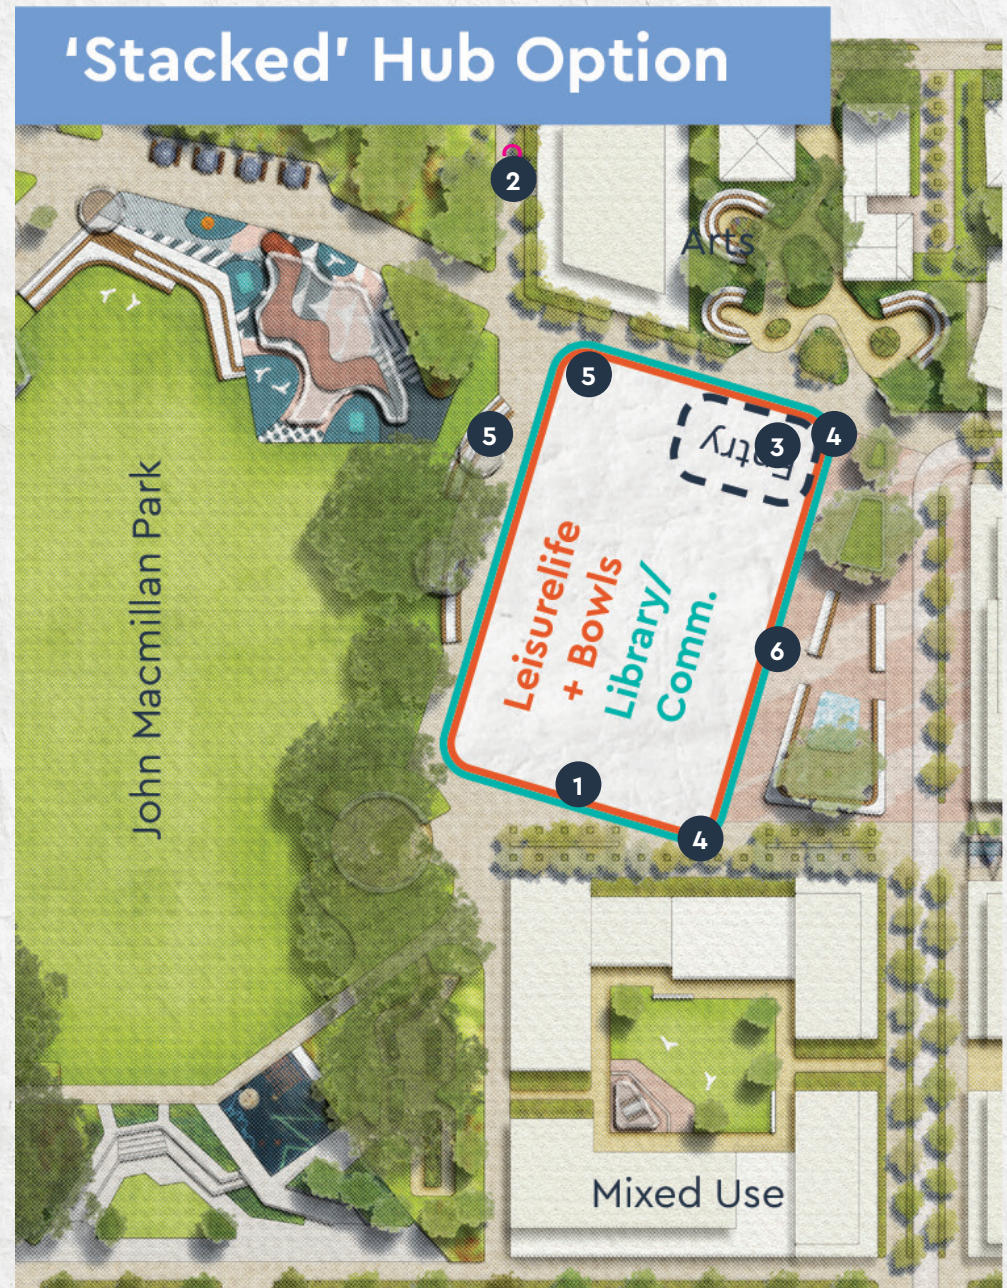 ‘Stacked’ Hub Option
2
Arts
5
5
Entry
3
4
John Macmillan Park
Leisurelife
+ Bowls
Library/
Comm.
6
1
4
Mixed Use